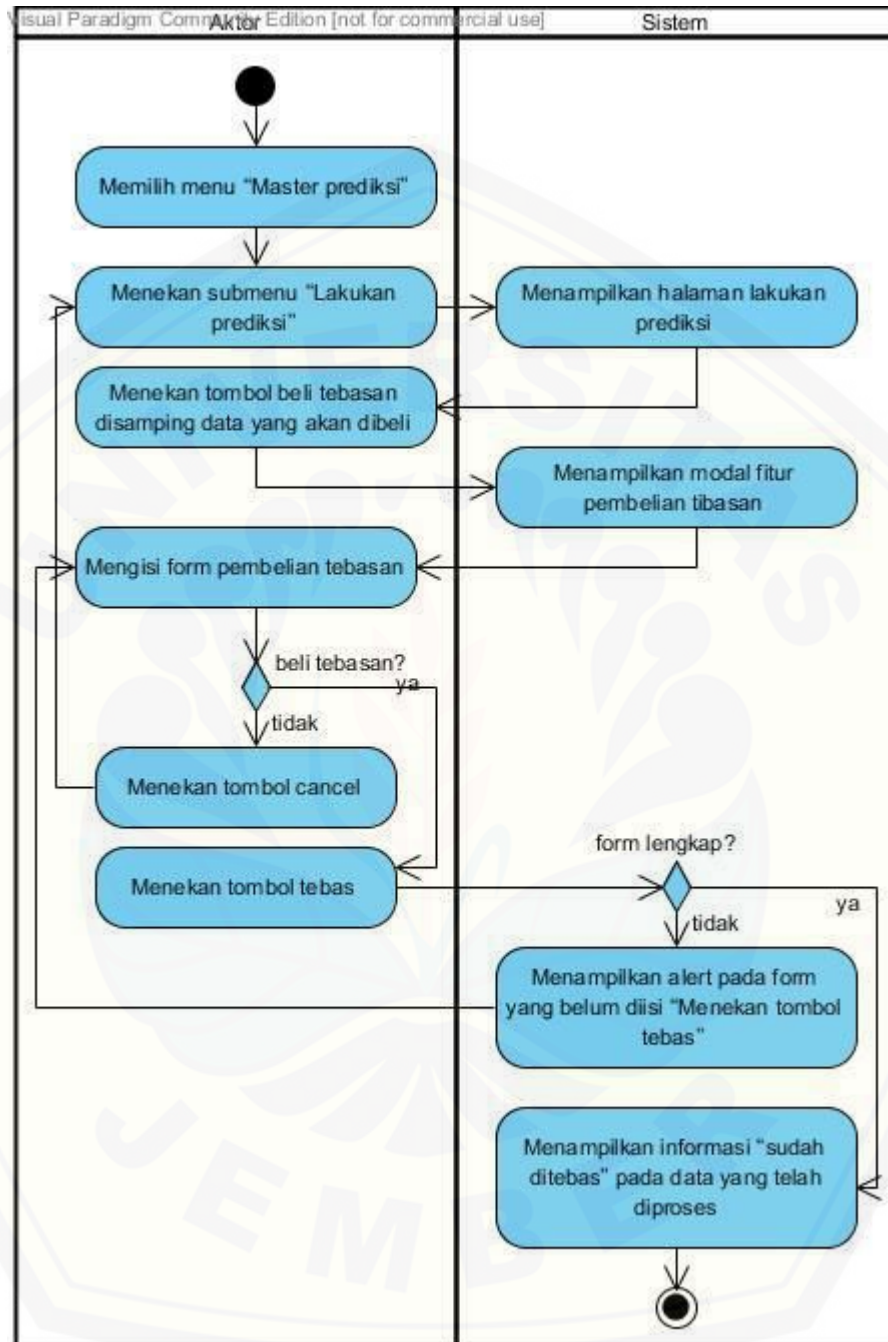 Visual Paradigm Community Edition [not for commercial use]
Aktor
Sistem
Memilih menu “Master prediksi”
Menekan submenu “Lakukan
prediksi”
Menampilkan halaman lakukan
prediksi
Menekan tombol beli tebasan
disamping data yang akan dibeli
Menampilkan modal fitur
pembelian tibasan
Mengisi form pembelian tebasan
beli tebasan?
ya
tidak
Menekan tombol cancel
Menekan tombol tebas
form lengkap?
ya
tidak
Menampilkan alert pada form
yang belum diisi “Menekan tombol
tebas”
Menampilkan informasi “sudah
ditebas” pada data yang telah
diproses
UNIVERSITAS
JEMBER